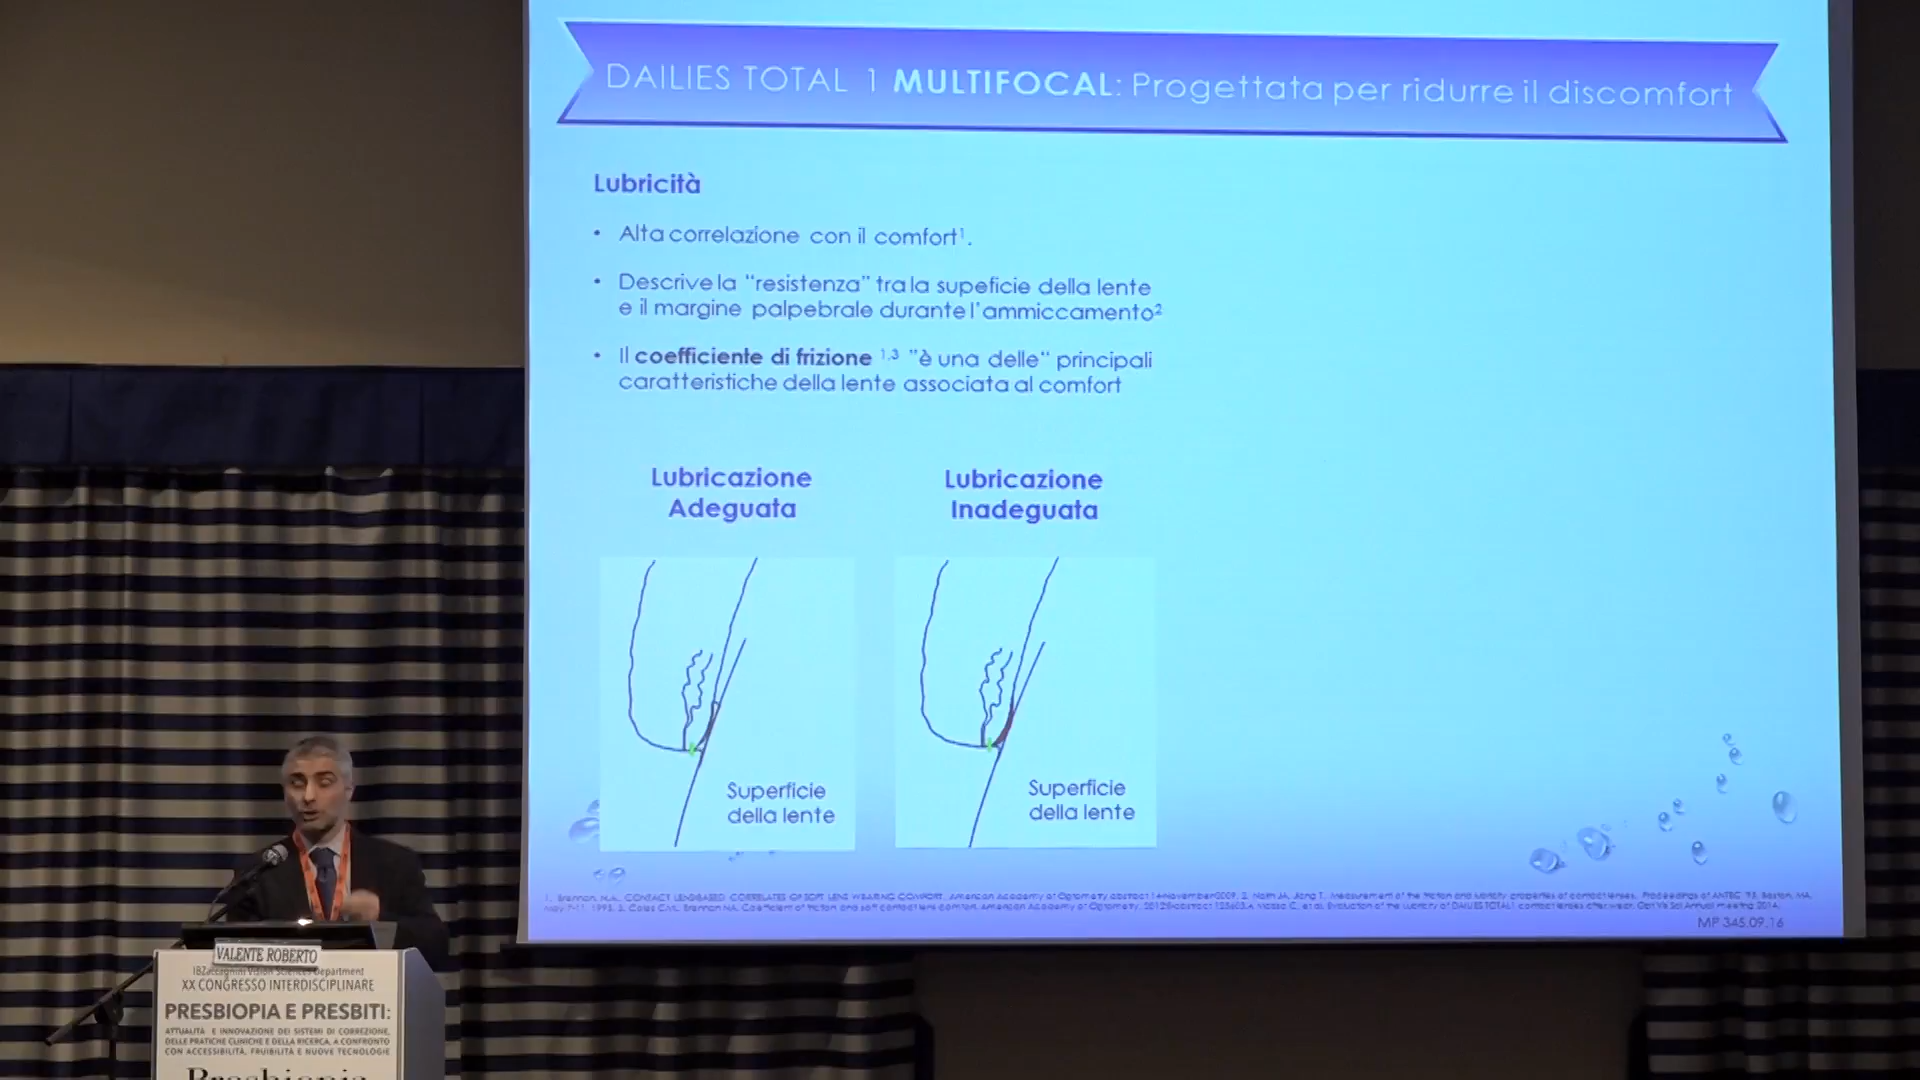 DAILIES TOTAL 1 MULTIFOCAL: Progettata per ridurre il discomfort
Lubricità
• Alta correlazione con il comfort¹.
• Descrive la “resistenza” tra la supeficie della lente
e il margine palpebrale durante l’ammiccamento²
• Il coefficiente di frizione ¹,³ ”è una delle“ principali
caratteristiche della lente associata al comfort
Lubricazione
Adeguata
Lubricazione
Inadeguata
Superficie
della lente
Superficie
della lente
MP 345.09.16
VALENTE ROBERTO
IBZaccagnini Vision Sciences Department
XX CONGRESSO INTERDISCIPLINARE
PRESBIOPIA E PRESBITI:
ATTUALITÀ E INNOVAZIONE DEI SISTEMI DI CORREZIONE,
DELLE PRATICHE CLINICHE E DELLA RICERCA, A CONFRONTO
CON ACCESSIBILITÀ, FRUIBILITÀ E NUOVE TECNOLOGIE
Presbiopia